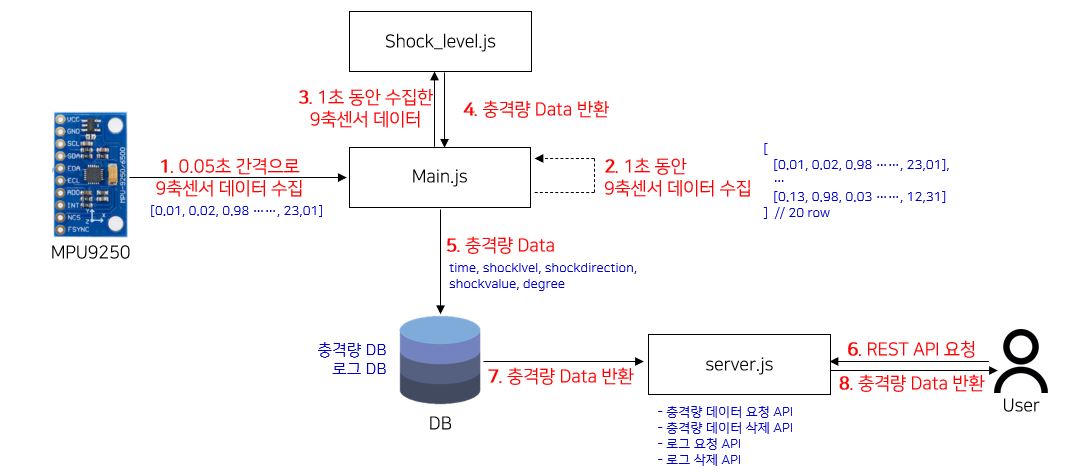 Shock_level.js
3. 1초 동안 수집한
9축센서 데이터
4. 충격량 Data 반환
VCC
GND
SCL
SDA
EDA
ECL
ADO
INT
NCS
FSYNC
MPU-9250/6500
Y
X
MPU9250
1. 0.05초 간격으로
9축센서 데이터 수집
[0.01, 0.02, 0.98 ……, 23,01]
Main.js
2. 1초 동안
9축센서 데이터 수집
[
[0.01, 0.02, 0.98 ……, 23,01],
…
[0.13, 0.98, 0.03 ……, 12,31]
] // 20 row
5. 충격량 Data
time, shocklvel, shockdirection,
shockvalue, degree
충격량 DB
로그 DB
DB
7. 충격량 Data 반환
server.js
- 충격량 데이터 요청 API
- 충격량 데이터 삭제 API
- 로그 요청 API
- 로그 삭제 API
6. REST API 요청
8. 충격량 Data 반환
User